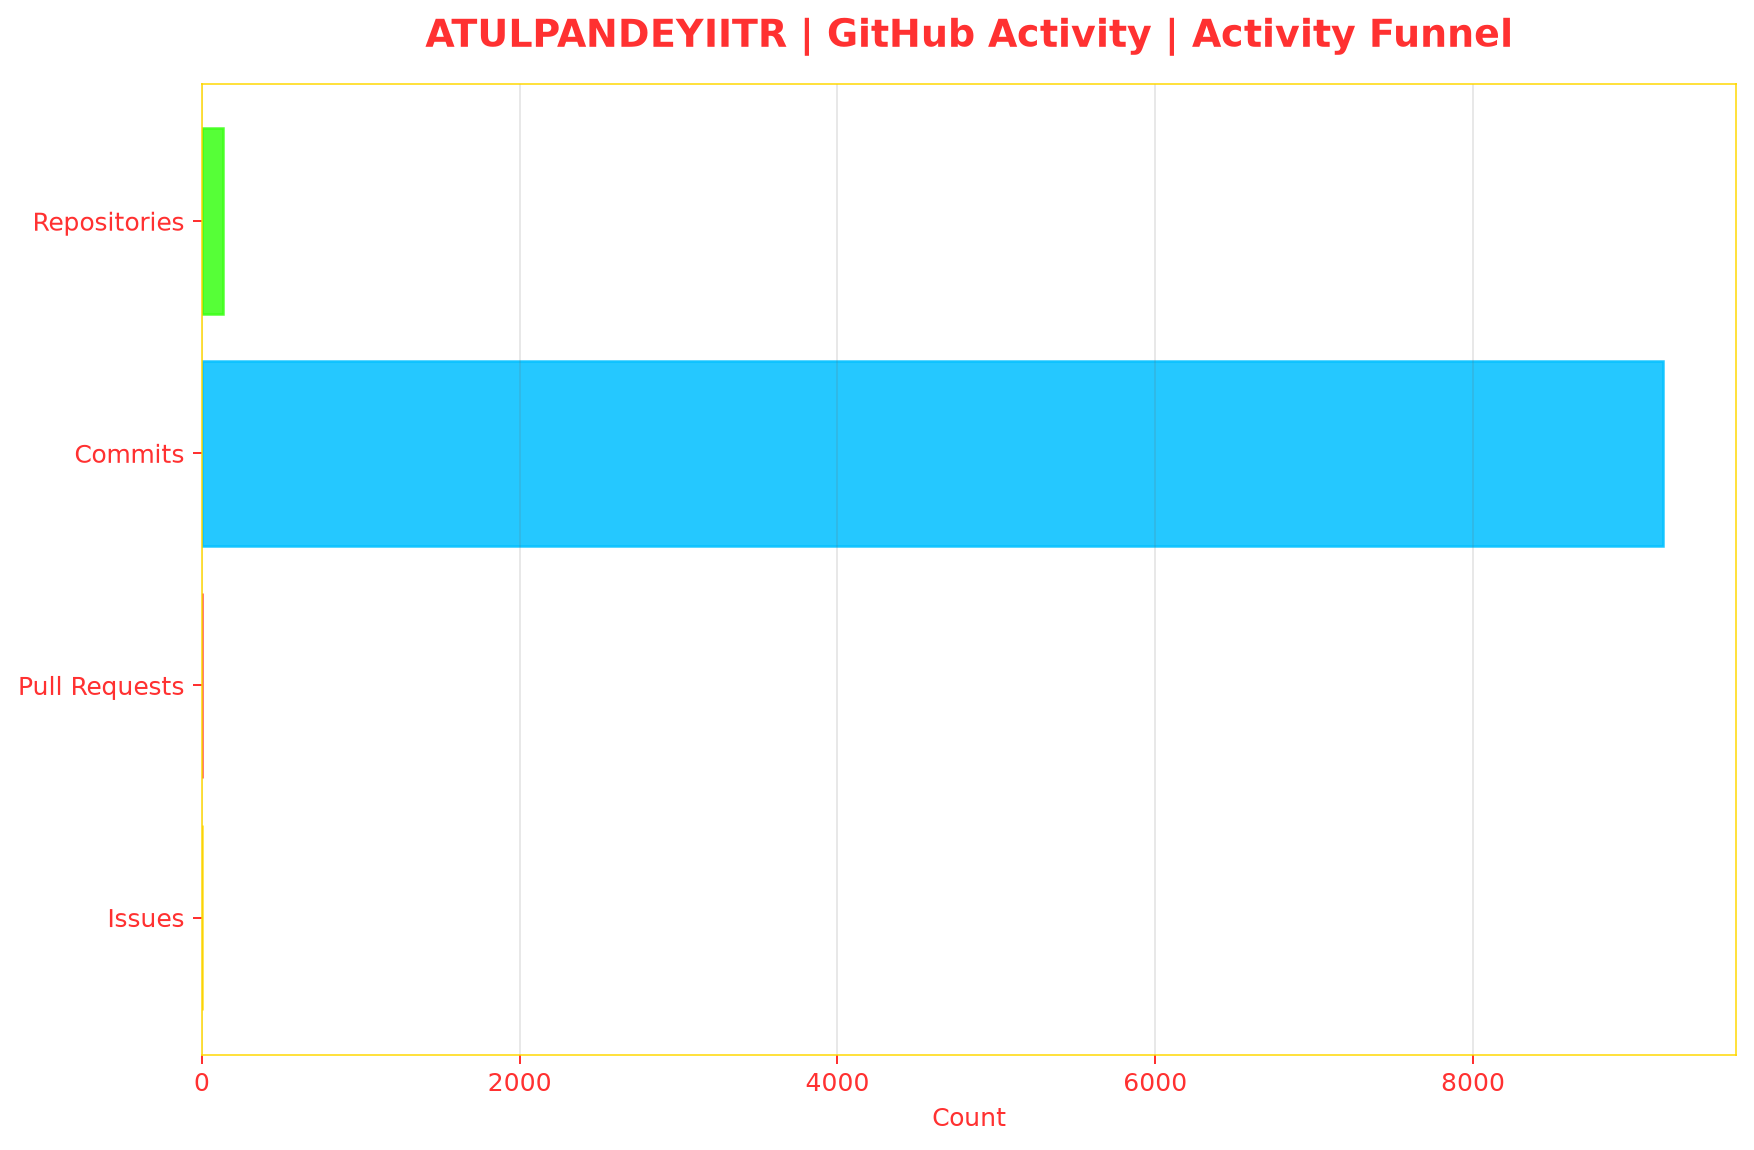 ATULPANDEYIITR | GitHub Activity | Activity Funnel
Repositories
Commits
Pull Requests
Issues
0 2000 4000 6000 8000
Count